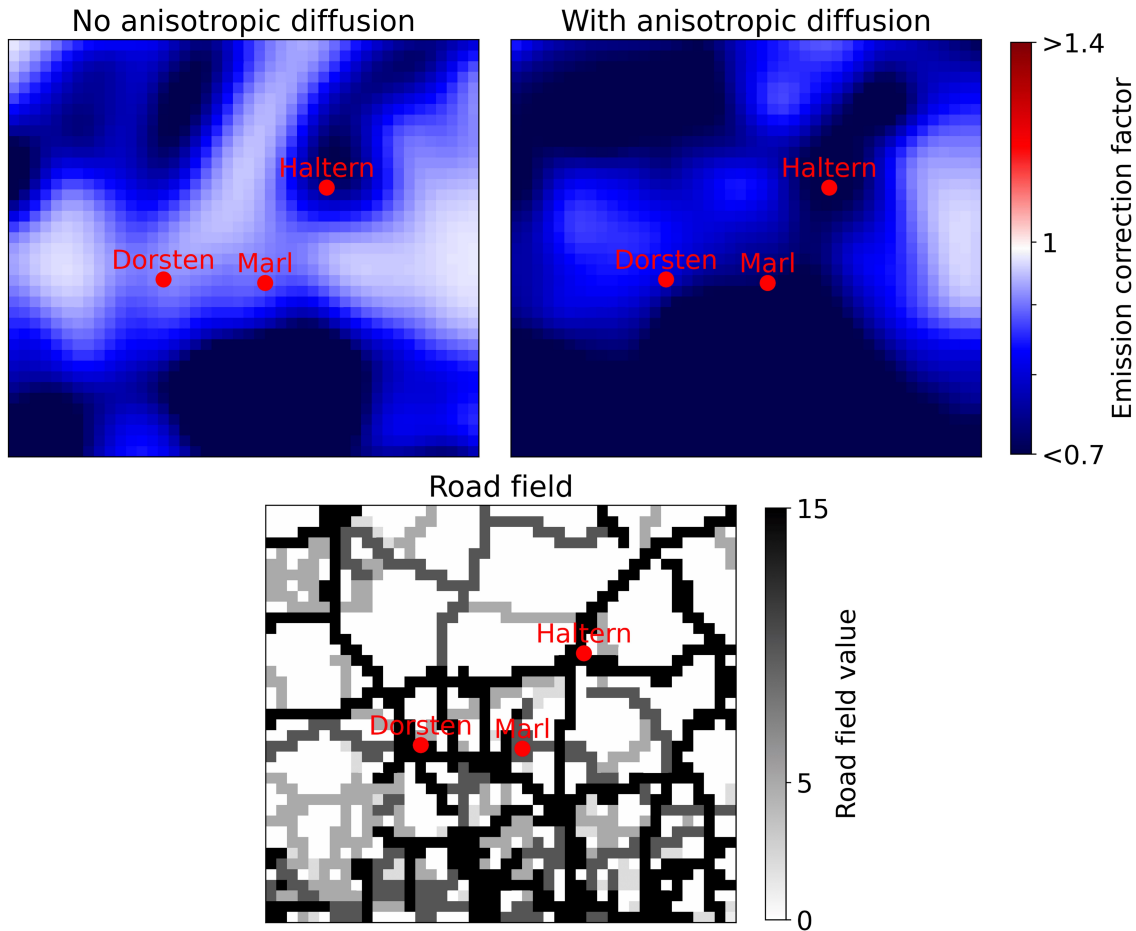 No anisotropic diffusion
With anisotropic diffusion
Haltern
Dorsten
Marl
Haltern
Dorsten
Marl
>1.4
1
<0.7
Emission correction factor
Road field
Haltern
Dorsten
Marl
15
5
0
Road field value